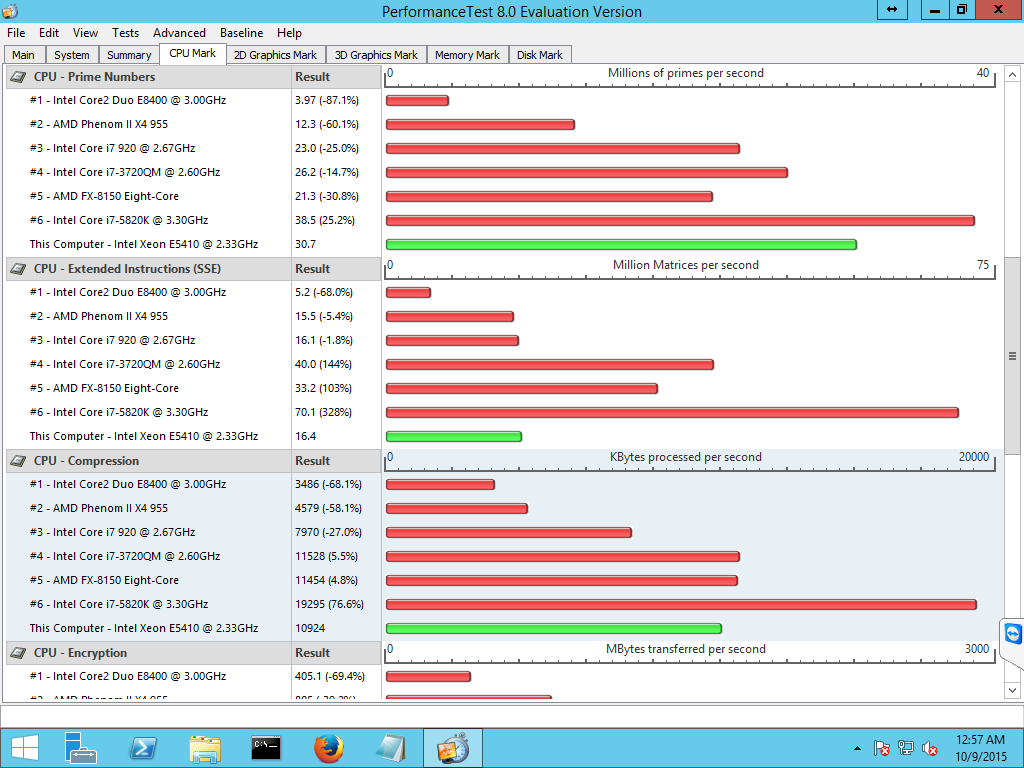 PerformanceTest 8.0 Evaluation Version
File Edit View Tests Advanced Baseline Help
Main System Summary CPU Mark 2D Graphics Mark 3D Graphics Mark Memory Mark Disk Mark
CPU - Prime Numbers Result 0 Millions of primes per second 40
#1 - Intel Core2 Duo E8400 @ 3.00GHz 3.97 (-87.1%)
#2 - AMD Phenom II X4 955 12.3 (-60.1%)
#3 - Intel Core i7 920 @ 2.67GHz 23.0 (-25.0%)
#4 - Intel Core i7-3720QM @ 2.60GHz 26.2 (-14.7%)
#5 - AMD FX-8150 Eight-Core 21.3 (-30.8%)
#6 - Intel Core i7-5820K @ 3.30GHz 38.5 (25.2%)
This Computer - Intel Xeon E5410 @ 2.33GHz 30.7
CPU - Extended Instructions (SSE) Result 0 Million Matrices per second 75
#1 - Intel Core2 Duo E8400 @ 3.00GHz 5.2 (-68.0%)
#2 - AMD Phenom II X4 955 15.5 (-5.4%)
#3 - Intel Core i7 920 @ 2.67GHz 16.1 (-1.8%)
#4 - Intel Core i7-3720QM @ 2.60GHz 40.0 (144%)
#5 - AMD FX-8150 Eight-Core 33.2 (103%)
#6 - Intel Core i7-5820K @ 3.30GHz 70.1 (328%)
This Computer - Intel Xeon E5410 @ 2.33GHz 16.4
CPU - Compression Result 0 KBytes processed per second 20000
#1 - Intel Core2 Duo E8400 @ 3.00GHz 3486 (-68.1%)
#2 - AMD Phenom II X4 955 4579 (-58.1%)
#3 - Intel Core i7 920 @ 2.67GHz 7970 (-27.0%)
#4 - Intel Core i7-3720QM @ 2.60GHz 11528 (5.5%)
#5 - AMD FX-8150 Eight-Core 11454 (4.8%)
#6 - Intel Core i7-5820K @ 3.30GHz 19295 (76.6%)
This Computer - Intel Xeon E5410 @ 2.33GHz 10924
CPU - Encryption Result 0 MBytes transferred per second 3000
#1 - Intel Core2 Duo E8400 @ 3.00GHz 405.1 (-69.4%)
#2 - AMD Phenom II X4 955
12:57 AM
10/9/2015